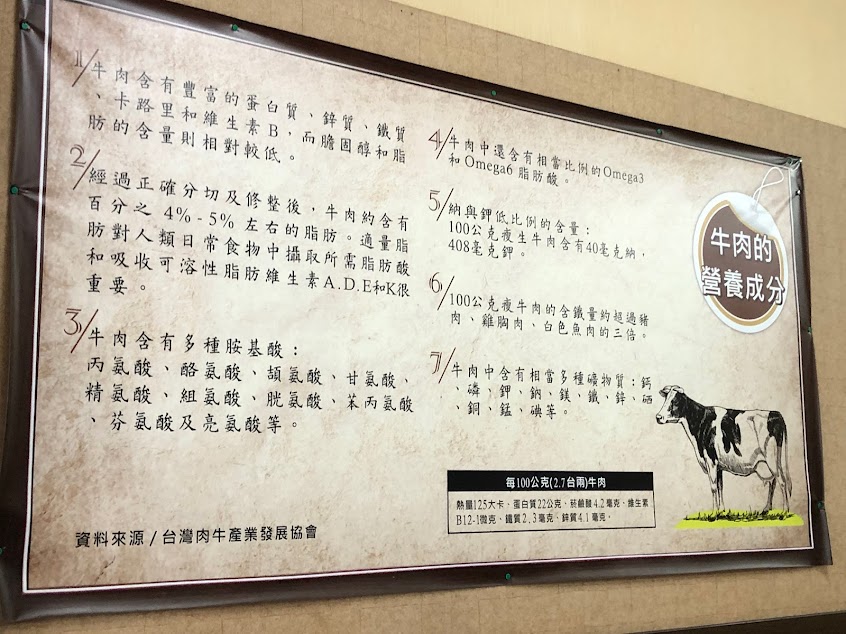 1/牛肉含有豐富的蛋白質、鋅質、鐵質
、卡路里和維生素B,而膽固醇和脂
肪的含量則相對較低。
2/經過正確分切及修整後,牛肉約含有
百分之 4%-5% 左右的脂肪。適量脂
肪對人類日常食物中攝取所需脂肪酸
和吸收可溶性脂肪維生素A.D.E和K很
重要。
3/牛肉含有多種胺基酸:
丙氨酸、酪氨酸、頡氨酸、甘氨酸、
精氨酸、組氨酸、胱氨酸、苯丙氨酸
、芬氨酸及亮氨酸等。
資料來源/台灣肉牛產業發展協會
4/牛肉中還含有相當比例的Omega3
和Omega6 脂肪酸。
5/納與鉀低比例的含量:
100公克瘦生牛肉含有40毫克納,
408毫克鉀。
6/100公克瘦牛肉的含鐵量約超過豬
肉、雞胸肉、白色魚肉的三倍。
7/牛肉中含有相當多種礦物質:鈣
、磷、鉀、鈉、鎂、鐵、鋅、硒
、銅、錳、碘等。
每100公克(2.7台兩)牛肉
熱量125大卡、蛋白質22公克、菸鹼酸4.2毫克、維生素
B12-1微克、鐵質2、3毫克、鋅質4.1毫克。
牛肉的
營養成分